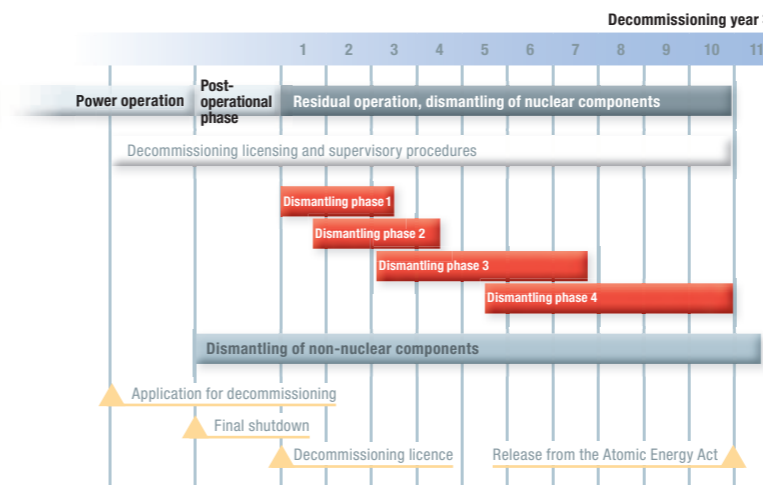 Decommissioning year
1 2 3 4 5 6 7 8 9 10 11
Post-
Power operation operational Residual operation, dismantling of nuclear components
phase
Decommissioning licensing and supervisory procedures
Dismantling phase 1
Dismantling phase 2
Dismantling phase 3
Dismantling phase 4
Dismantling of non-nuclear components
Application for decommissioning
Final shutdown
Decommissioning licence Release from the Atomic Energy Act